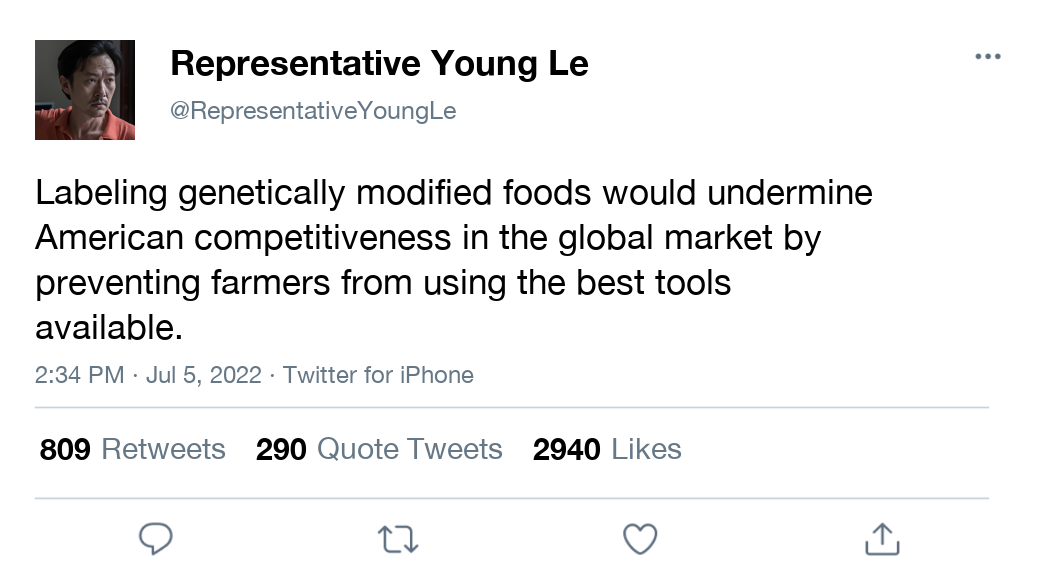 Representative Young Le
@RepresentativeYoungLe
Labeling genetically modified foods would undermine
American competitiveness in the global market by
preventing farmers from using the best tools
available.
2:34 PM · Jul 5, 2022 · Twitter for iPhone
809 Retweets 290 Quote Tweets 2940 Likes